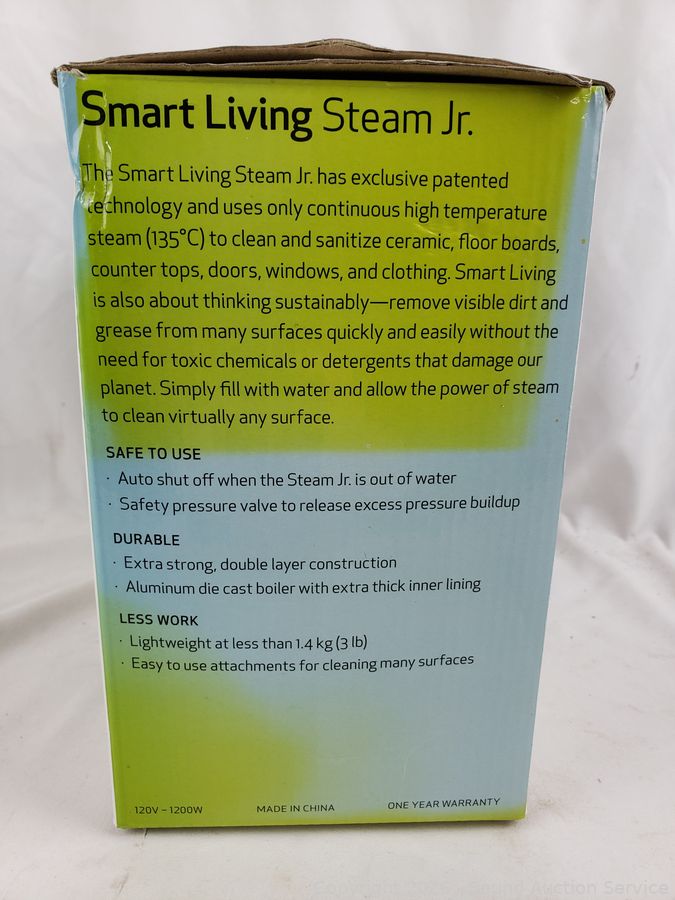 Smart Living Steam Jr.
The Smart Living Steam Jr. has exclusive patented
technology and uses only continuous high temperature
steam (135°C) to clean and sanitize ceramic, floor boards,
counter tops, doors, windows, and clothing. Smart Living
is also about thinking sustainably—remove visible dirt and
grease from many surfaces quickly and easily without the
need for toxic chemicals or detergents that damage our
planet. Simply fill with water and allow the power of steam
to clean virtually any surface.
SAFE TO USE
· Auto shut off when the Steam Jr. is out of water
· Safety pressure valve to release excess pressure buildup
DURABLE
· Extra strong, double layer construction
· Aluminum die cast boiler with extra thick inner lining
LESS WORK
· Lightweight at less than 1.4 kg (3 lb)
· Easy to use attachments for cleaning many surfaces
120V – 1200W MADE IN CHINA ONE YEAR WARRANTY
Copyright Auction Service